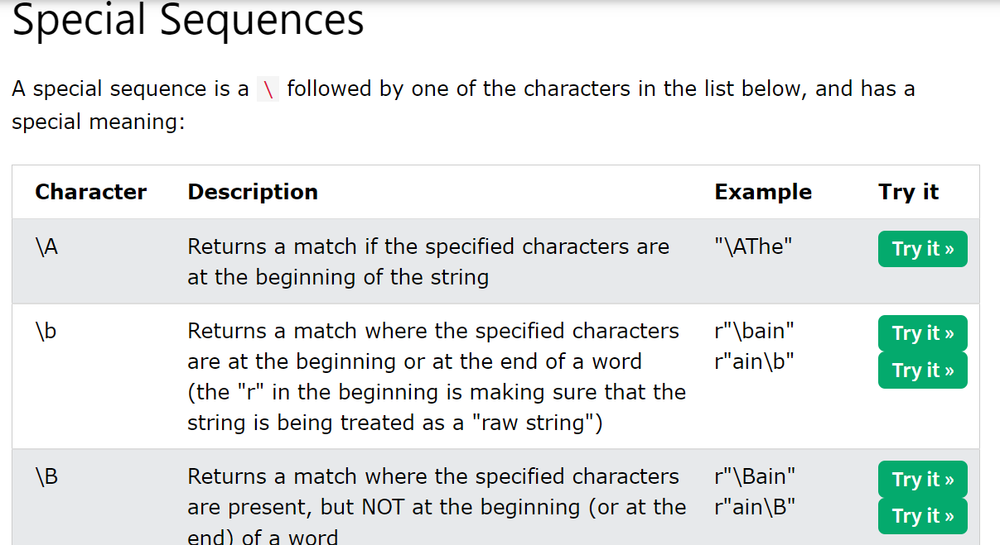 Special Sequences
A special sequence is a \ followed by one of the characters in the list below, and has a
special meaning:
Character Description Example Try it
\A Returns a match if the specified characters are "\AThe" Try it »
at the beginning of the string
\b Returns a match where the specified characters r"\bain" Try it »
are at the beginning or at the end of a word r"ain\b" Try it »
(the "r" in the beginning is making sure that the
string is being treated as a "raw string")
\B Returns a match where the specified characters r"\Bain" Try it »
are present, but NOT at the beginning (or at the r"ain\B" Try it »
end) of a word